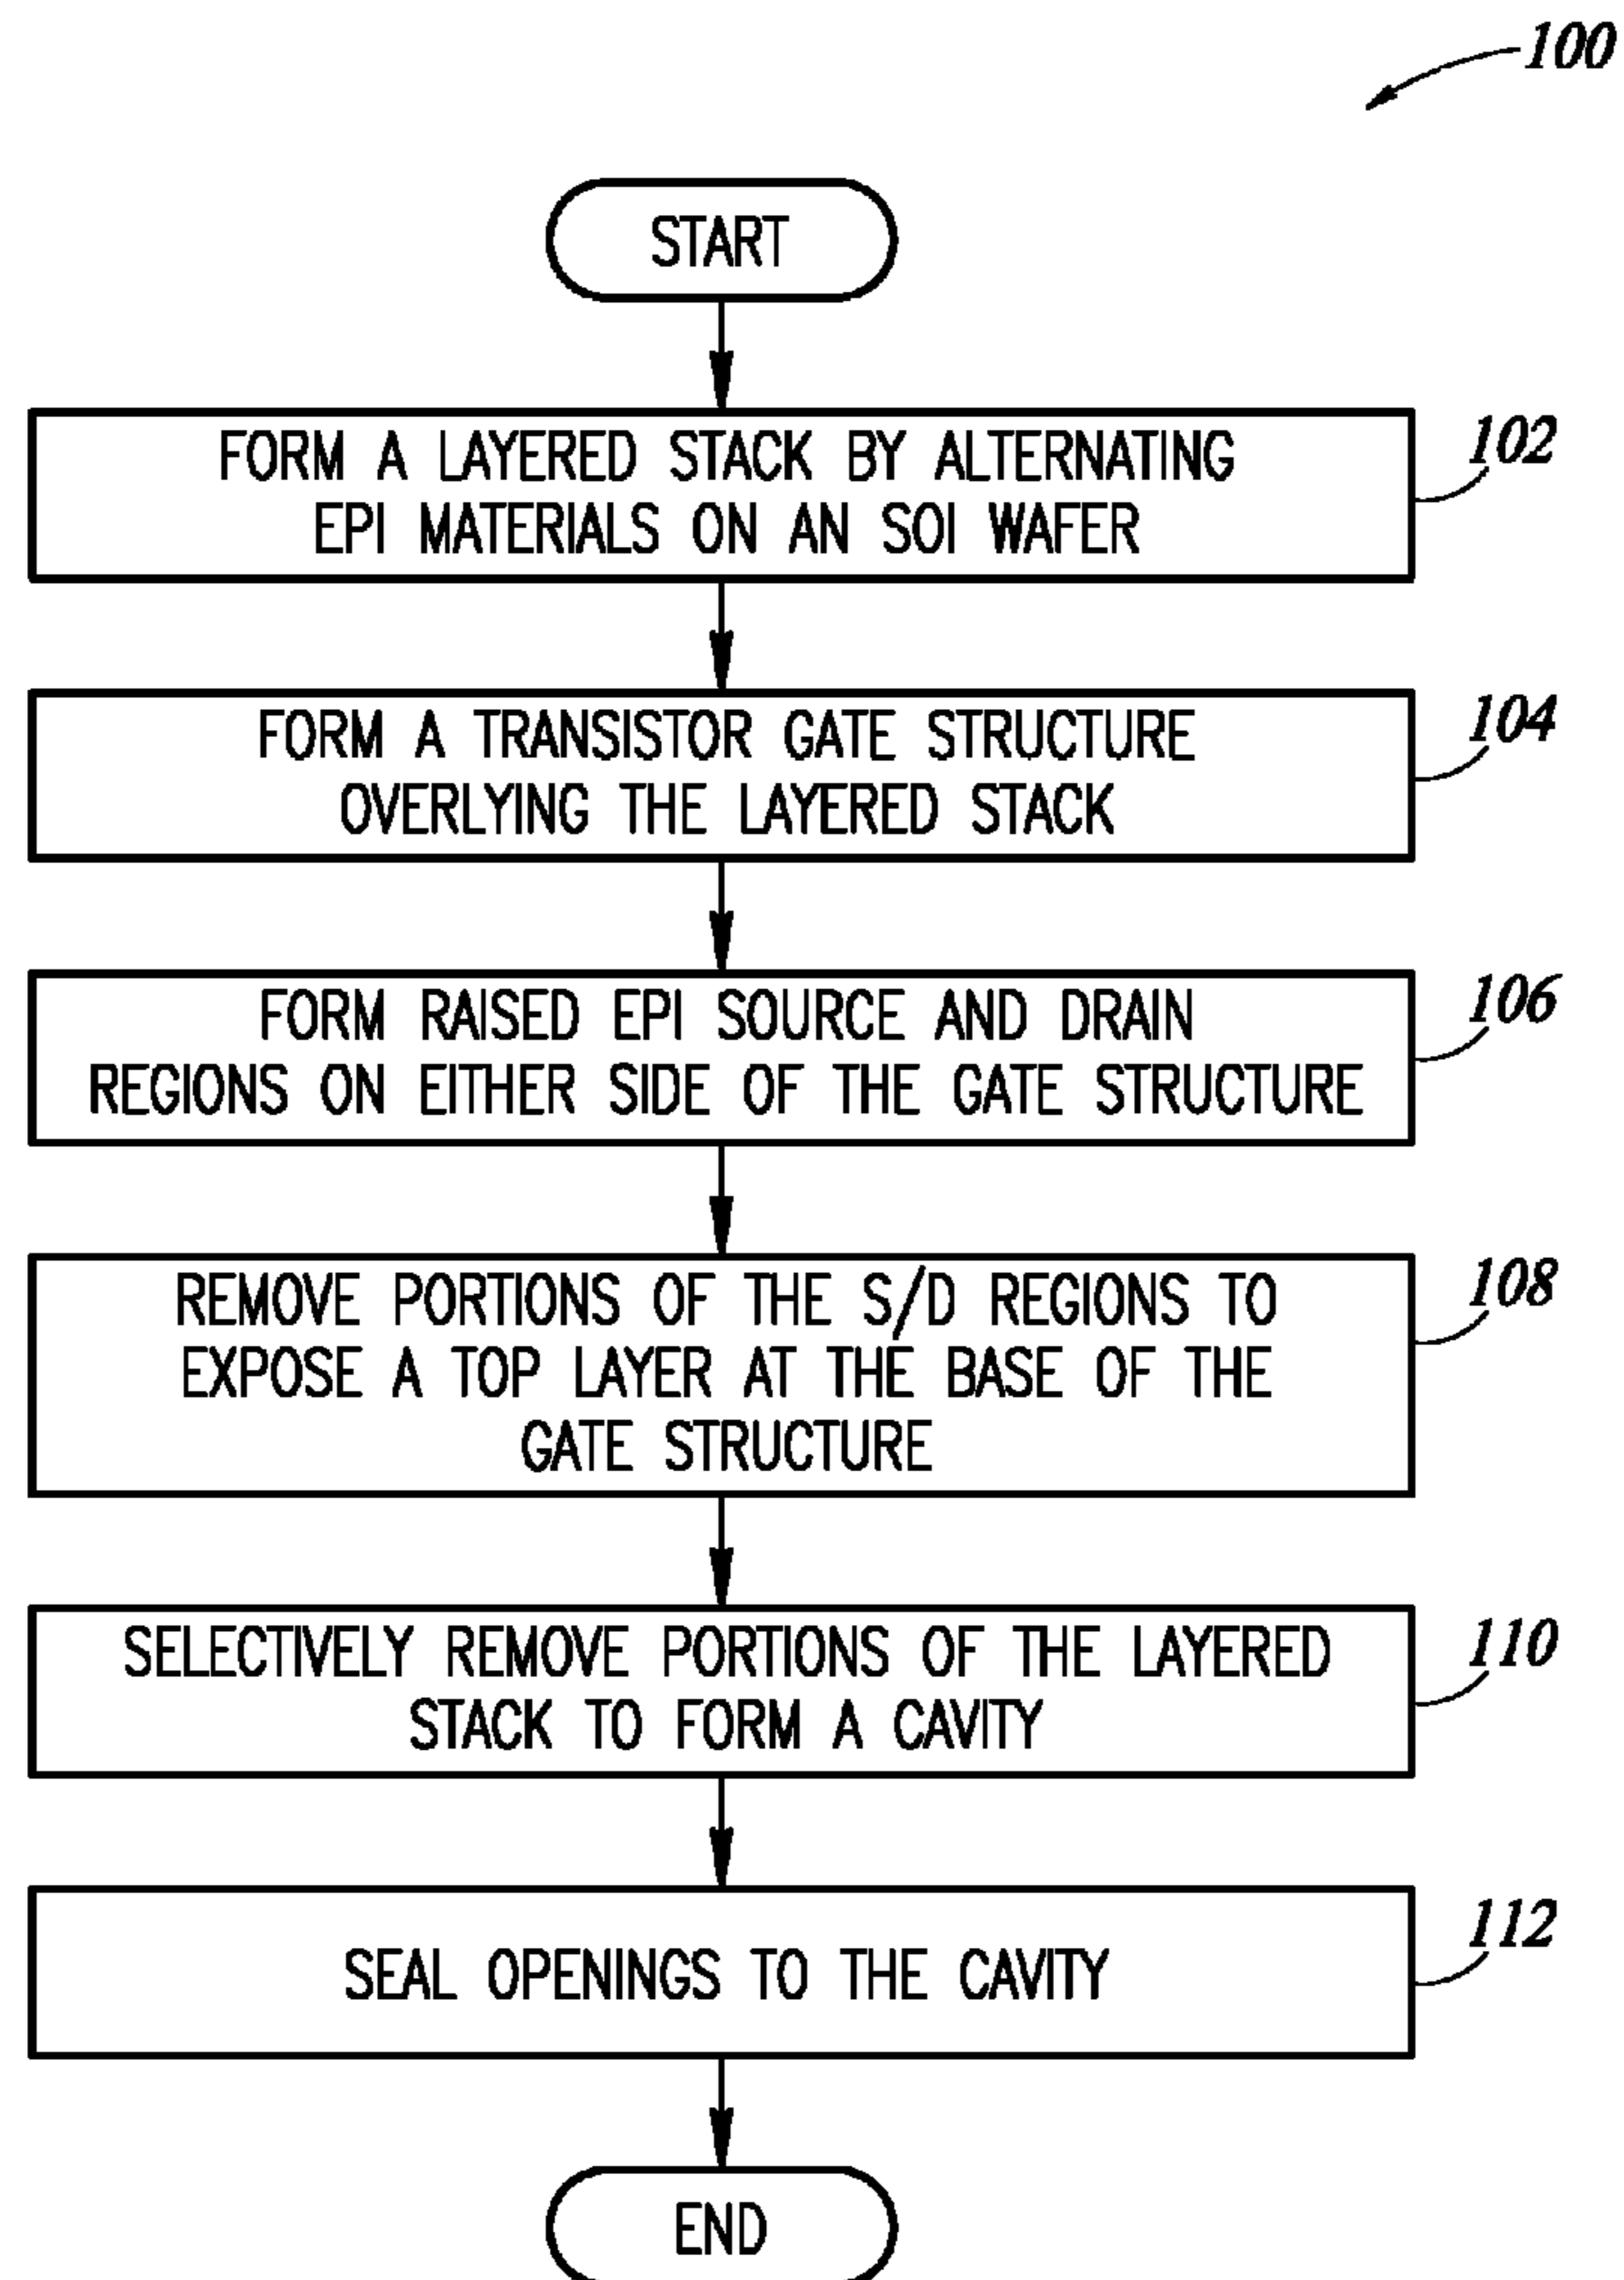 100
START
FORM A LAYERED STACK BY ALTERNATING
EPI MATERIALS ON AN SOI WAFER
102
FORM A TRANSISTOR GATE STRUCTURE
OVERLYING THE LAYERED STACK
104
FORM RAISED EPI SOURCE AND DRAIN
REGIONS ON EITHER SIDE OF THE GATE STRUCTURE
106
REMOVE PORTIONS OF THE S/D REGIONS TO
EXPOSE A TOP LAYER AT THE BASE OF THE
GATE STRUCTURE
108
SELECTIVELY REMOVE PORTIONS OF THE LAYERED
STACK TO FORM A CAVITY
110
SEAL OPENINGS TO THE CAVITY
112
END